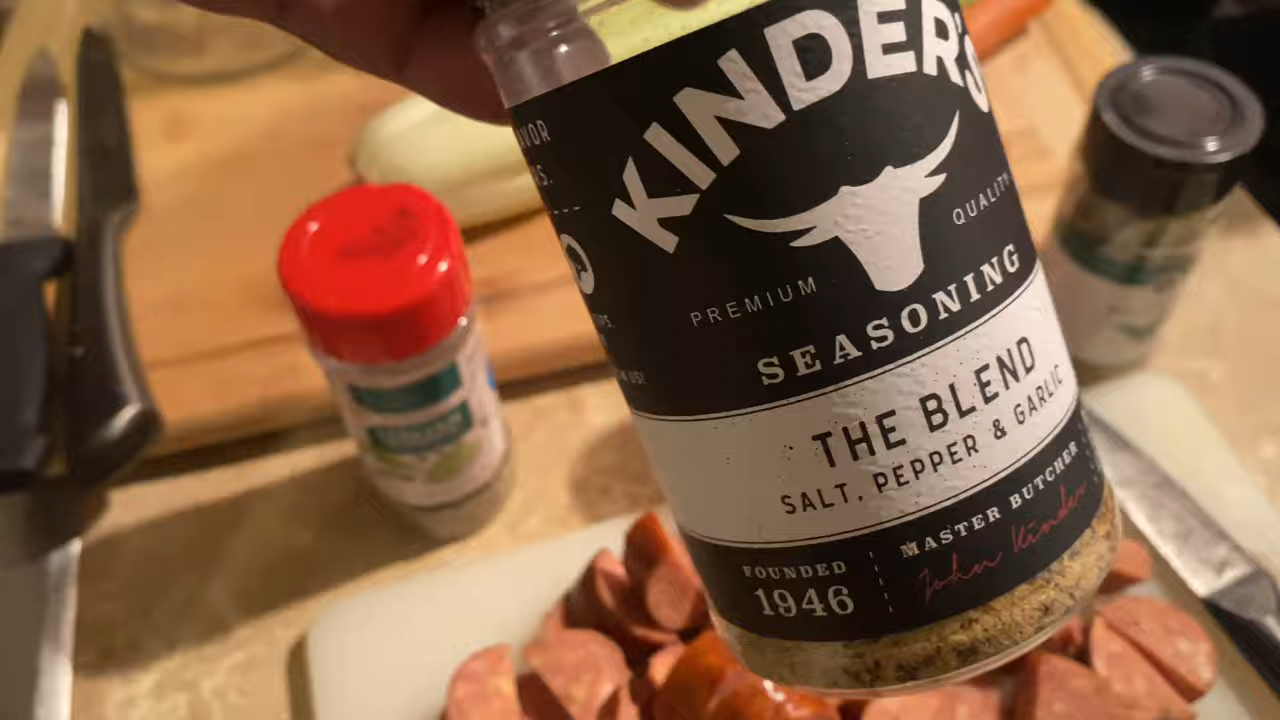 KINDER'S
PREMIUM
QUALITY
SEASONING
THE BLEND
SALT, PEPPER & GARLIC
FOUNDED
1946
MASTER BUTCHER
John Kinder